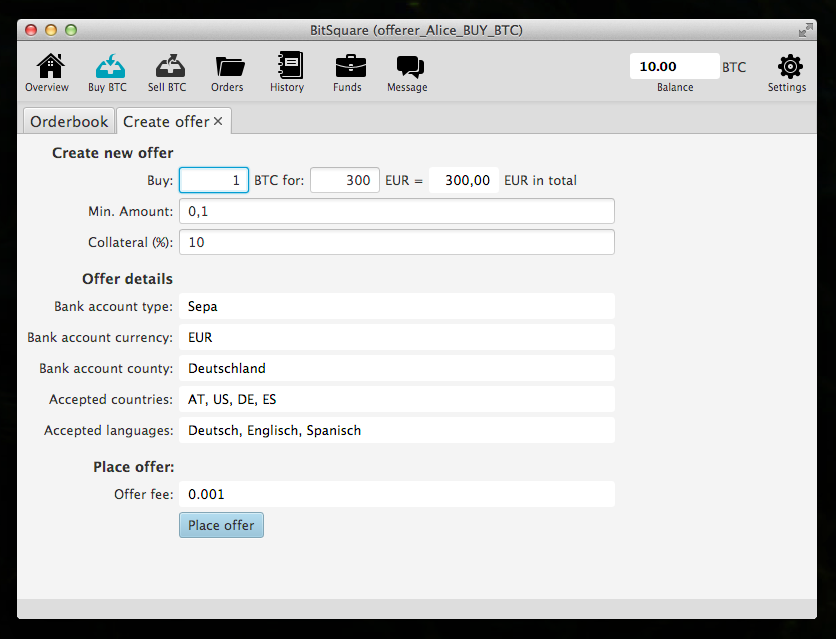 BitSquare (offerer_Alice_BUY_BTC)
Overview Buy BTC Sell BTC Orders History Funds Message 10.00 BTC Balance Settings
Orderbook Create offer ×
Create new offer
Buy: 1 BTC for: 300 EUR = 300,00 EUR in total
Min. Amount: 0,1
Collateral (%): 10
Offer details
Bank account type: Sepa
Bank account currency: EUR
Bank account county: Deutschland
Accepted countries: AT, US, DE, ES
Accepted languages: Deutsch, Englisch, Spanisch
Place offer:
Offer fee: 0.001
Place offer